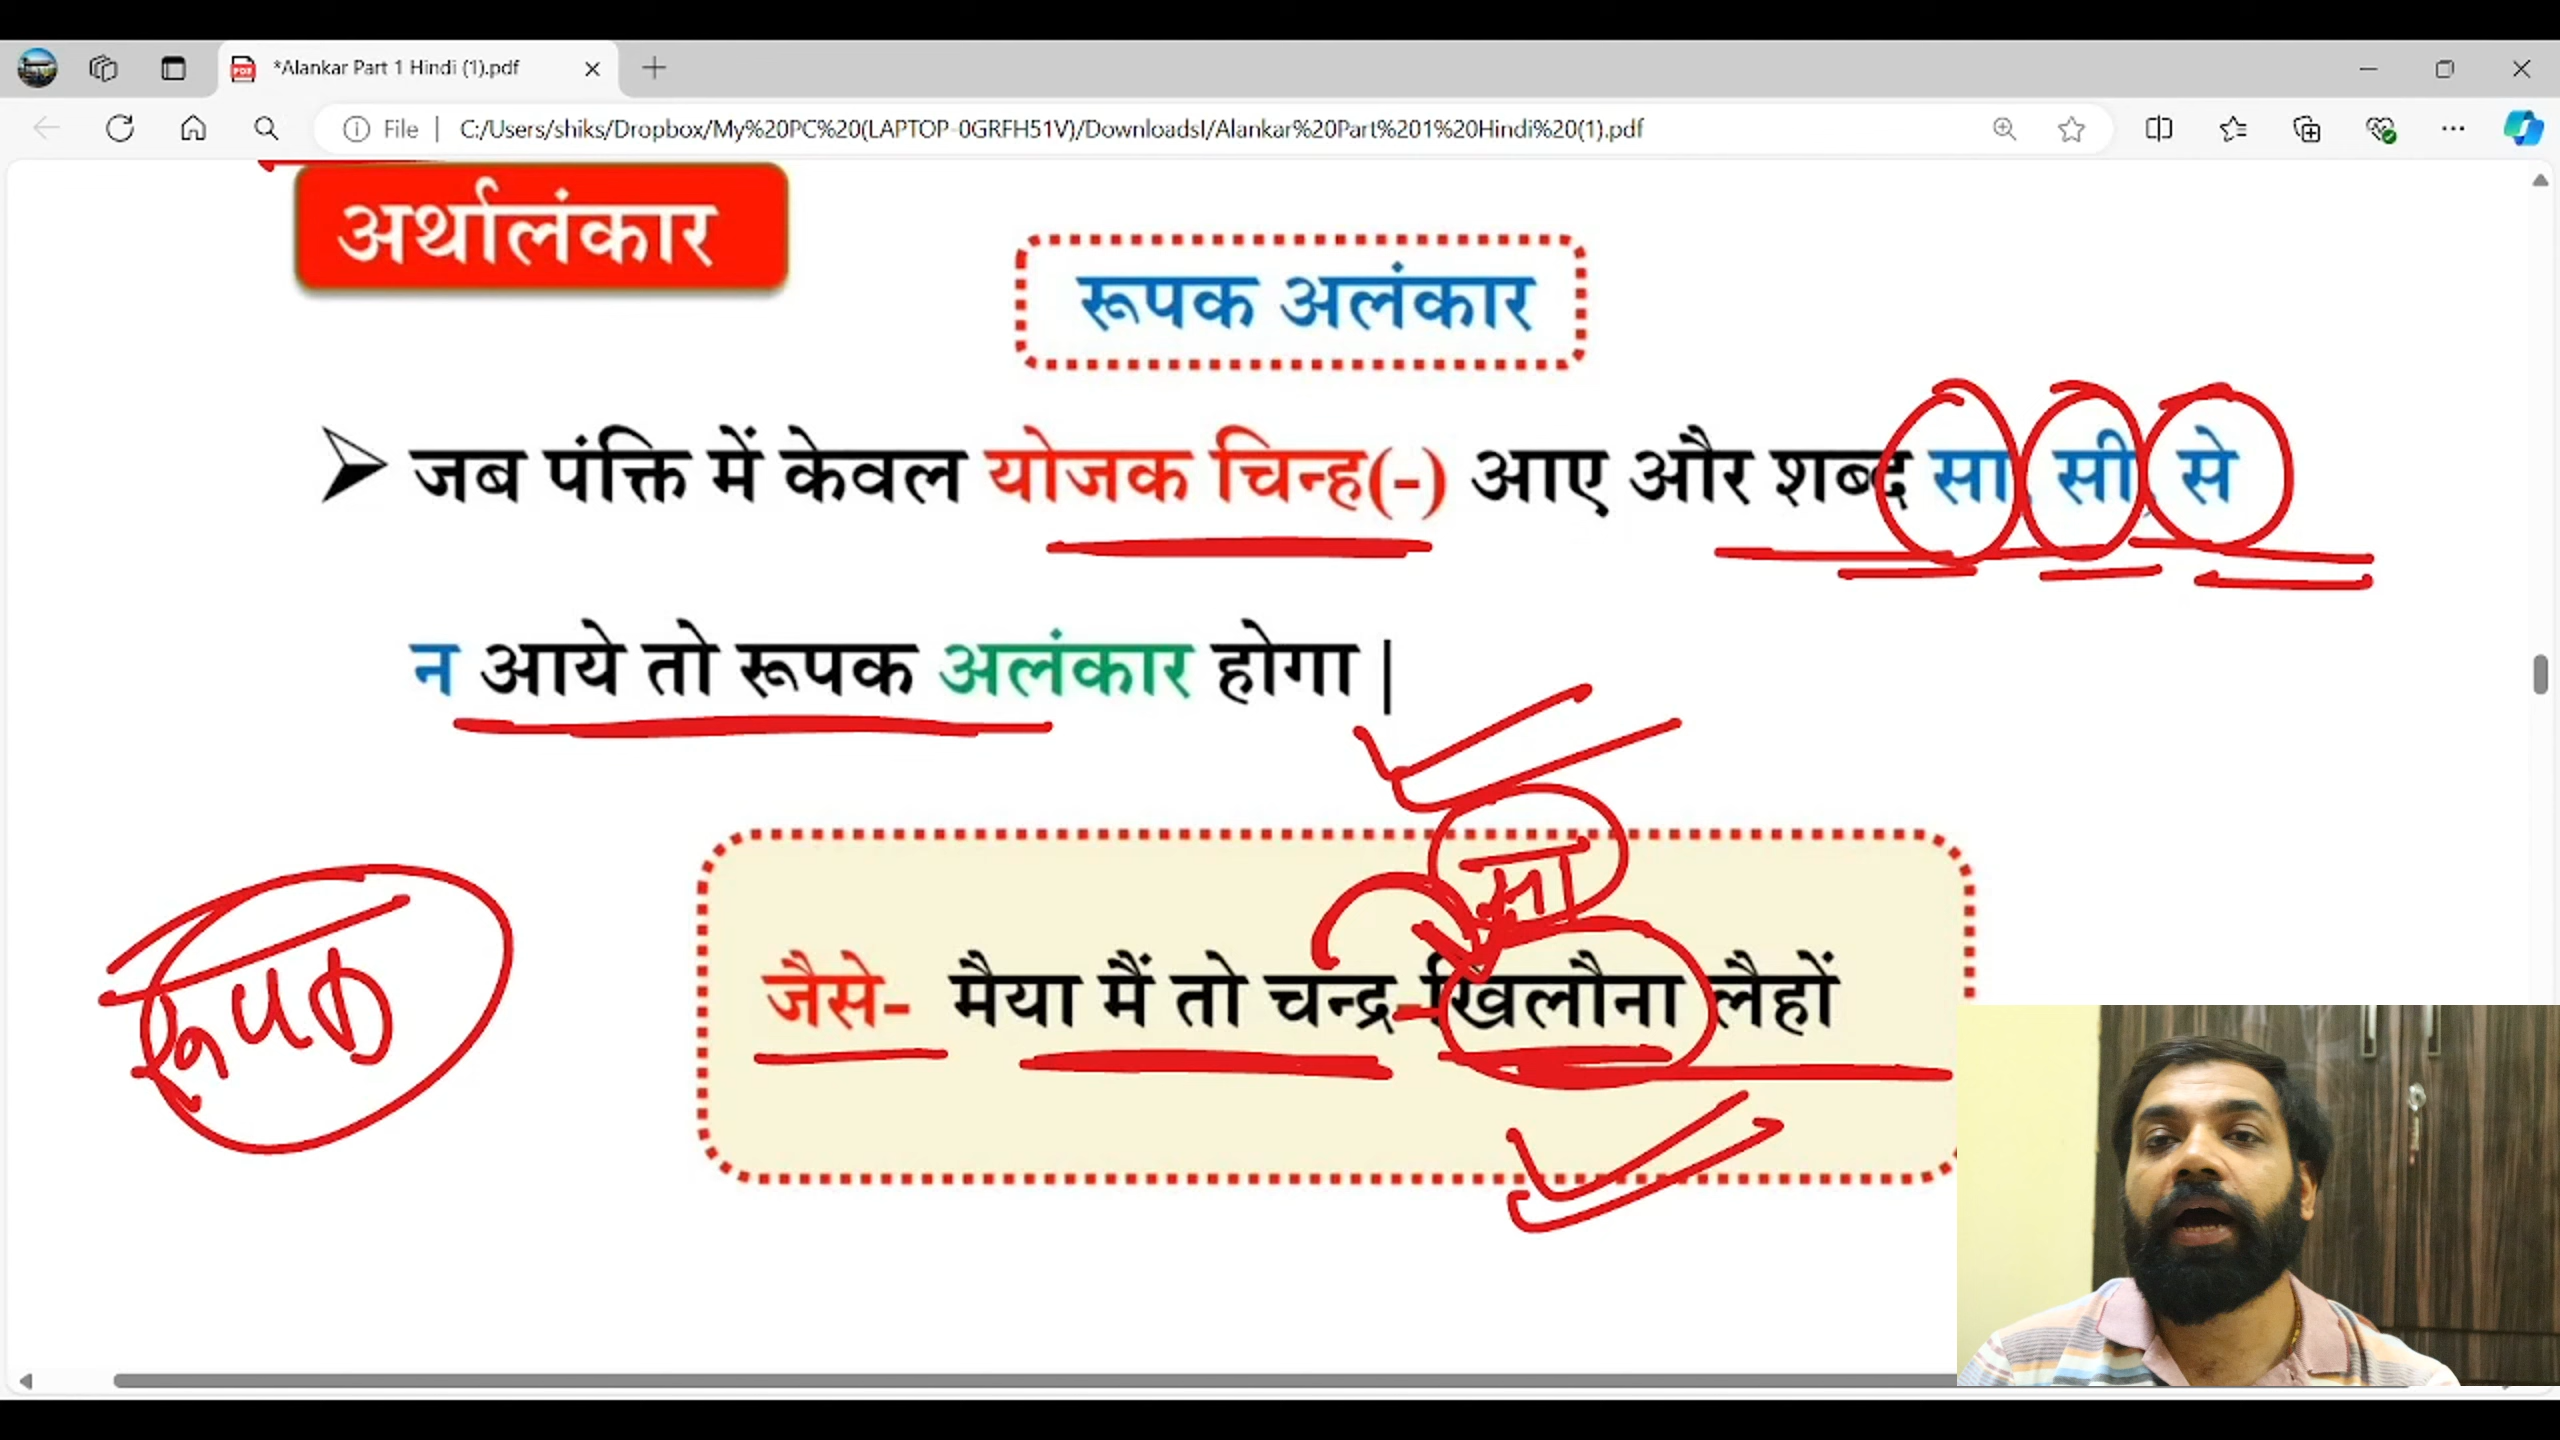 *Alankar Part 1 Hindi (1).pdf
File | C:/Users/shiks/Dropbox/My%20PC%20(LAPTOP-0GRFH51V)/DownloadsI/Alankar%20Part%201%20Hindi%20(1).pdf
अर्थालंकार
रूपक अलंकार
जब पंक्ति में केवल योजक चिन्ह(-) आए और शब्द सा, सी, से
न आये तो रूपक अलंकार होगा |
सा
जैसे- मैया मैं तो चन्द्र-खिलौना लैहों
रूपक